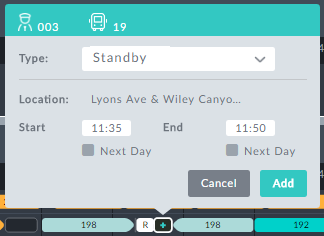 003 19
Type: Standby
Location: Lyons Ave & Wiley Canyo...
Start 11:35 End 11:50
Next Day Next Day
Cancel Add
198 R + 198 192